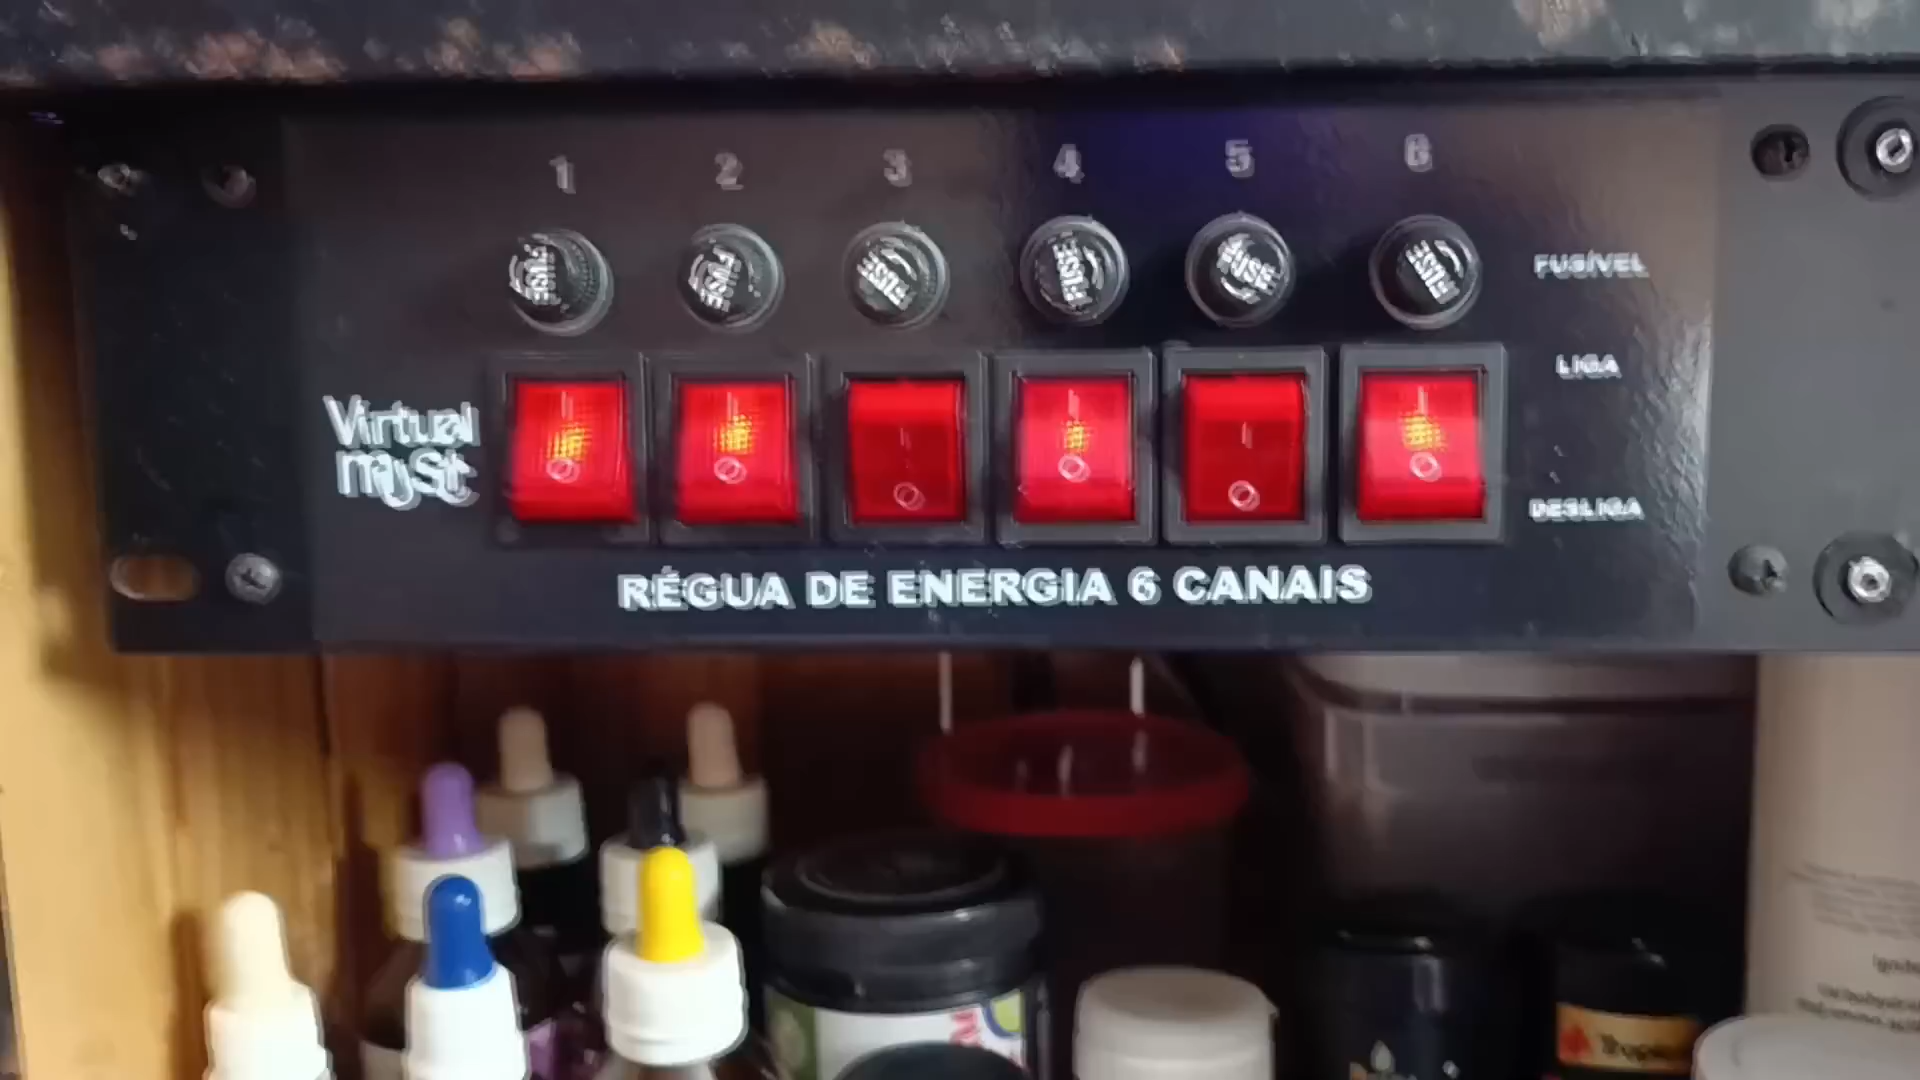 1 2 3 4 5 6
FUSE FUSE FUSE FUSE FUSE FUSE
FUSÍVEL
LIGA
Virtual
DESLIGA
RÉGUA DE ENERGIA 6 CANAIS